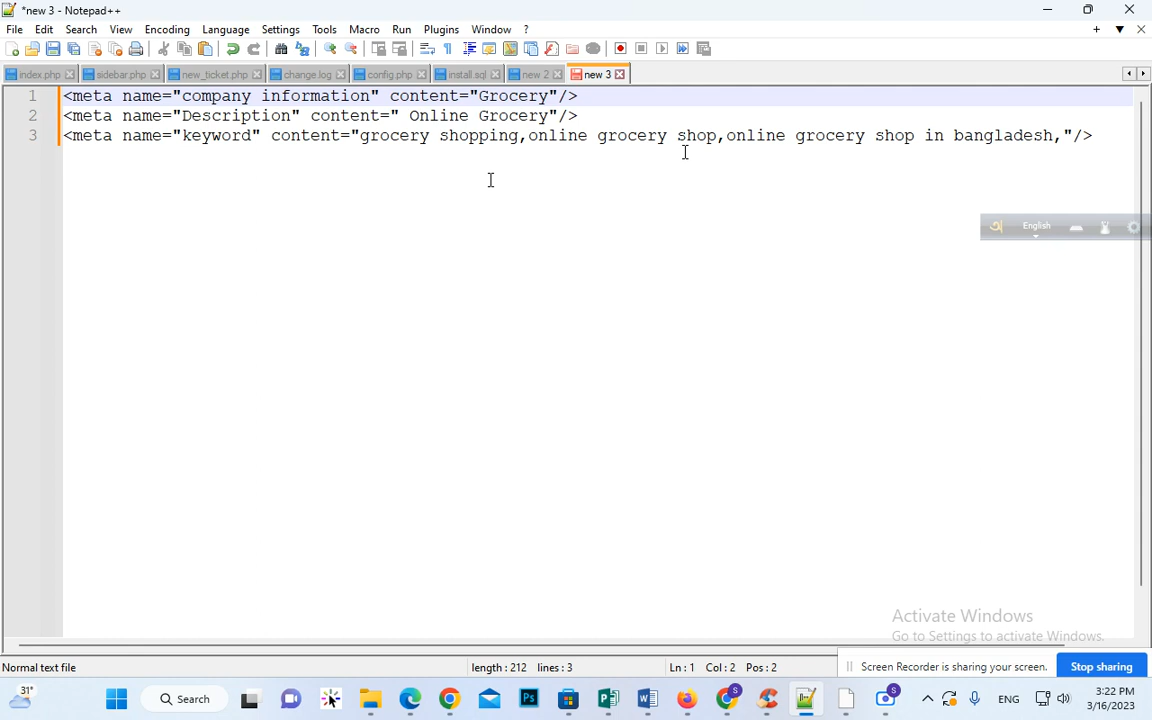 *new 3 - Notepad++
File Edit Search View Encoding Language Settings Tools Macro Run Plugins Window ?
index.php sidebar.php new_ticket.php change.log config.php install.sql new 2 new 3
1 <meta name="company information" content="Grocery"/>
2 <meta name="Description" content=" Online Grocery"/>
3 <meta name="keyword" content="grocery shopping,online grocery shop,online grocery shop in bangladesh,"/>
English
Activate Windows
Go to Settings to activate Windows.
Normal text file length : 212 lines : 3 Ln : 1 Col : 2 Pos : 2
Screen Recorder is sharing your screen. Stop sharing
31°
Search
ENG
3:22 PM
3/16/2023